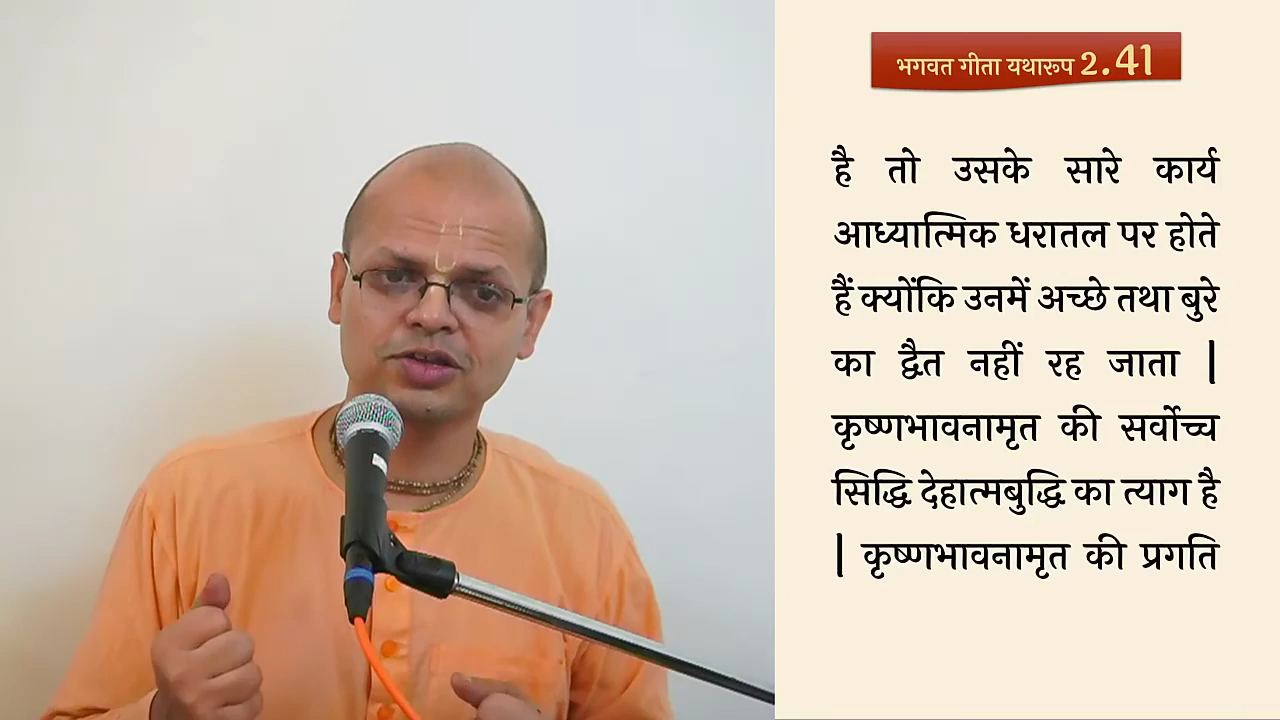 भगवत गीता यथारूप 2.41
है तो उसके सारे कार्य
आध्यात्मिक धरातल पर होते
हैं क्योंकि उनमें अच्छे तथा बुरे
का द्वैत नहीं रह जाता |
कृष्णभावनामृत की सर्वोच्च
सिद्धि देहात्मबुद्धि का त्याग है
| कृष्णभावनामृत की प्रगति